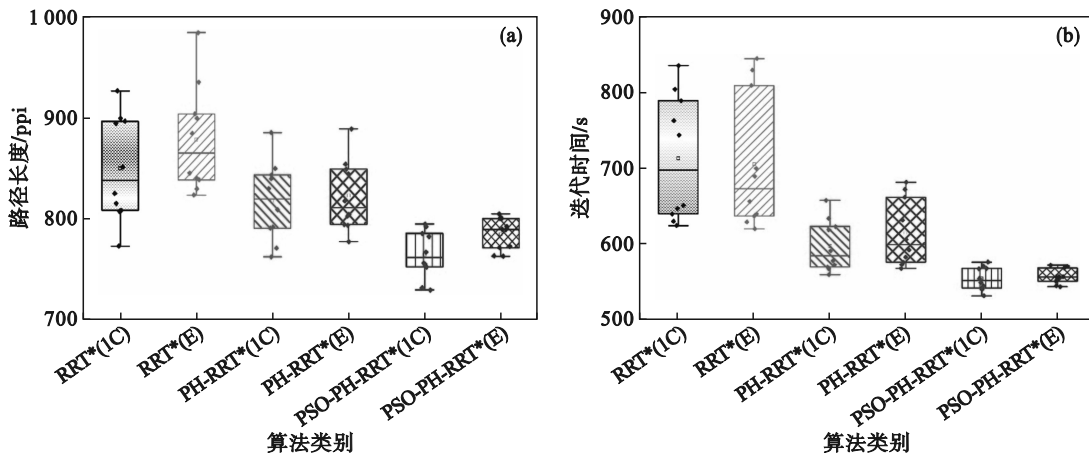 (a)
路径长度/ppi
1 000
900
800
700
RRT*(1C)
RRT*(E)
PH-RRT*(1C)
PH-RRT*(E)
PSO-PH-RRT*(1C)
PSO-PH-RRT*(E)
算法类别
(b)
迭代时间/s
900
800
700
600
500
RRT*(1C)
RRT*(E)
PH-RRT*(1C)
PH-RRT*(E)
PSO-PH-RRT*(1C)
PSO-PH-RRT*(E)
算法类别